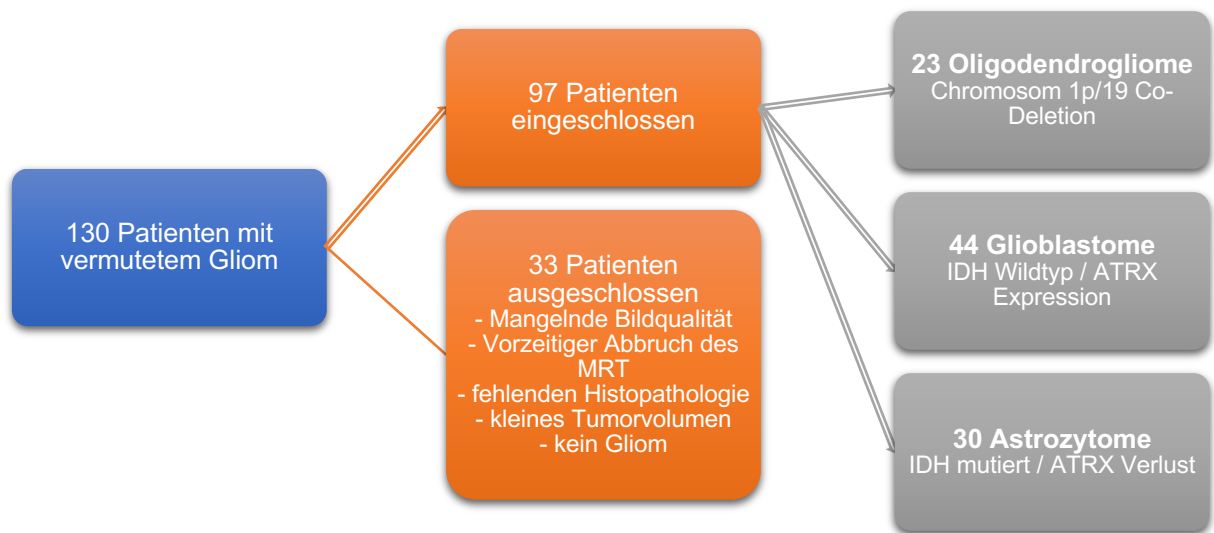 130 Patienten mit
vermutetem Gliom
97 Patienten
eingeschlossen
33 Patienten
ausgeschlossen
- Mangelnde Bildqualität
- Vorzeitiger Abbruch des
MRT
- fehlenden Histopathologie
- kleines Tumorvolumen
- kein Gliom
23 Oligodendrogliome
Chromosom 1p/19 Co-
Deletion
44 Glioblastome
IDH Wildtyp / ATRX
Expression
30 Astrozytome
IDH mutiert / ATRX Verlust